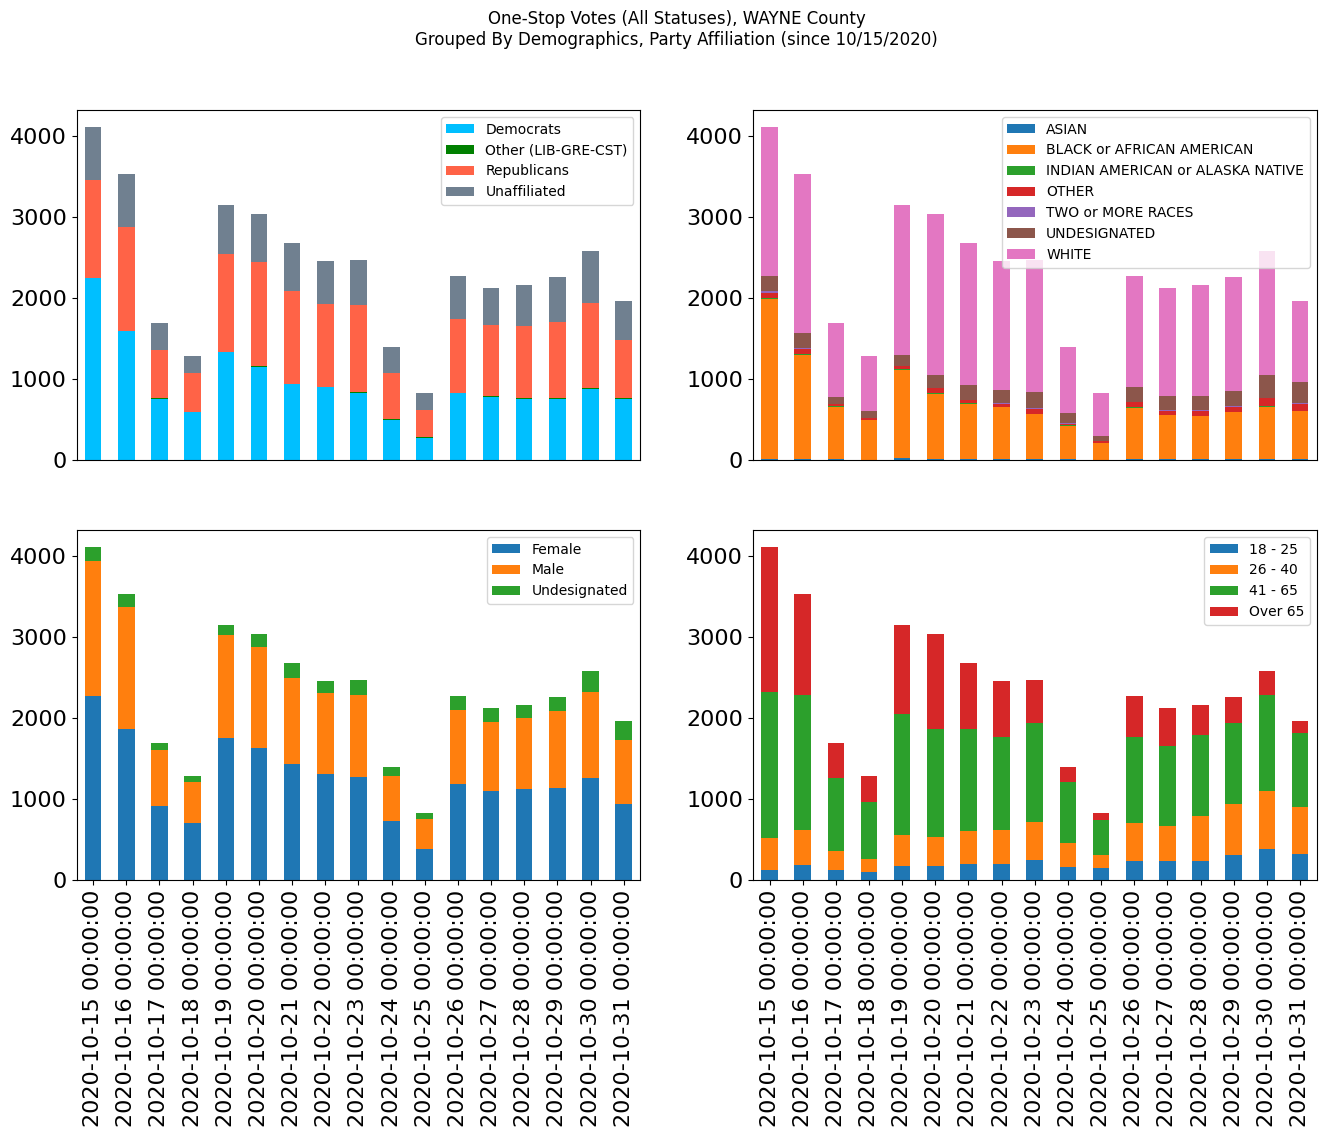 One-Stop Votes (All Statuses), WAYNE County
Grouped By Demographics, Party Affiliation (since 10/15/2020)
4000
3000
2000
1000
0
Democrats
Other (LIB-GRE-CST)
Republicans
Unaffiliated
4000
3000
2000
1000
0
ASIAN
BLACK or AFRICAN AMERICAN
INDIAN AMERICAN or ALASKA NATIVE
OTHER
TWO or MORE RACES
UNDESIGNATED
WHITE
4000
3000
2000
1000
0
Female
Male
Undesignated
2020-10-15 00:00:00
2020-10-16 00:00:00
2020-10-17 00:00:00
2020-10-18 00:00:00
2020-10-19 00:00:00
2020-10-20 00:00:00
2020-10-21 00:00:00
2020-10-22 00:00:00
2020-10-23 00:00:00
2020-10-24 00:00:00
2020-10-25 00:00:00
2020-10-26 00:00:00
2020-10-27 00:00:00
2020-10-28 00:00:00
2020-10-29 00:00:00
2020-10-30 00:00:00
2020-10-31 00:00:00
4000
3000
2000
1000
0
18 - 25
26 - 40
41 - 65
Over 65
2020-10-15 00:00:00
2020-10-16 00:00:00
2020-10-17 00:00:00
2020-10-18 00:00:00
2020-10-19 00:00:00
2020-10-20 00:00:00
2020-10-21 00:00:00
2020-10-22 00:00:00
2020-10-23 00:00:00
2020-10-24 00:00:00
2020-10-25 00:00:00
2020-10-26 00:00:00
2020-10-27 00:00:00
2020-10-28 00:00:00
2020-10-29 00:00:00
2020-10-30 00:00:00
2020-10-31 00:00:00